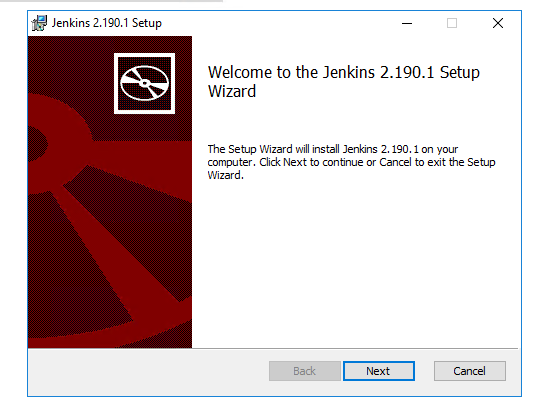 Jenkins 2.190.1 Setup
Welcome to the Jenkins 2.190.1 Setup
Wizard
The Setup Wizard will install Jenkins 2.190.1 on your
computer. Click Next to continue or Cancel to exit the Setup
Wizard.
Back
Next
Cancel